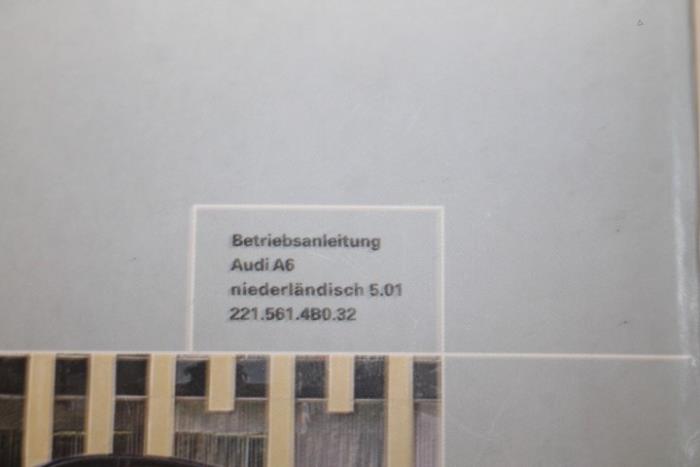 Betriebsanleitung
Audi A6
niederländisch 5.01
221.561.4B0.32